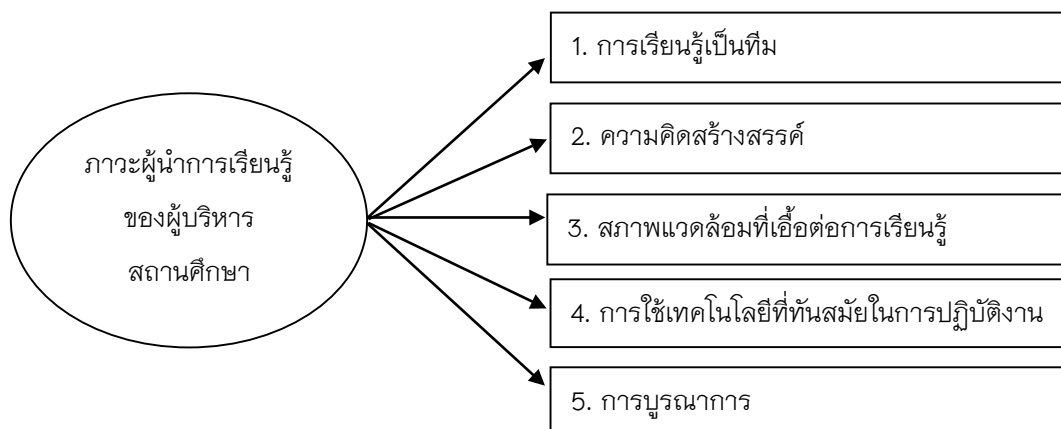 ภาวะผู้นำการเรียนรู้
ของผู้บริหาร
สถานศึกษา
1. การเรียนรู้เป็นทีม
2. ความคิดสร้างสรรค์
3. สภาพแวดล้อมที่เอื้อต่อการเรียนรู้
4. การใช้เทคโนโลยีที่ทันสมัยในการปฏิบัติงาน
5. การบูรณาการ